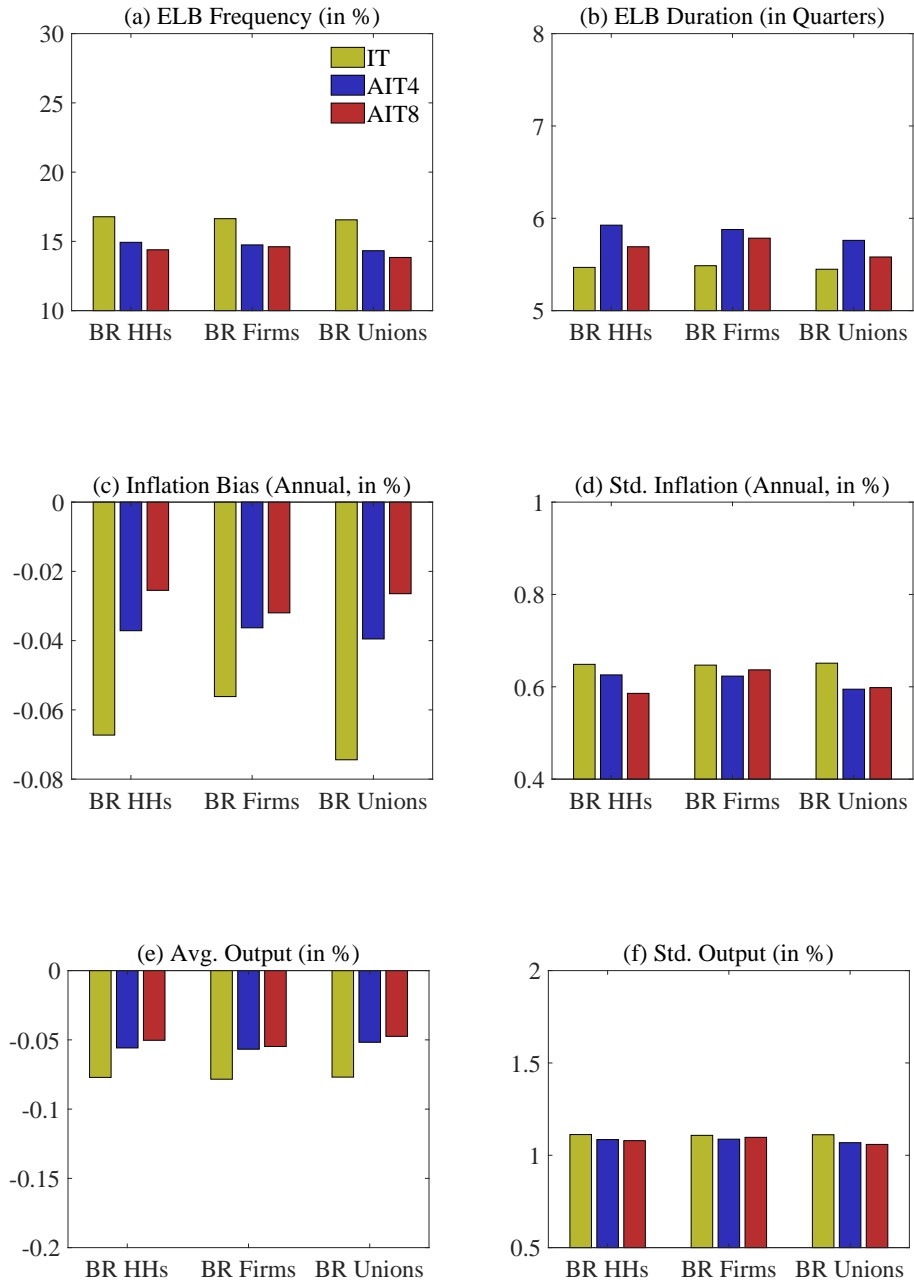 (a) ELB Frequency (in %)
30
25
20
15
10
IT
AIT4
AIT8
BR HHs BR Firms BR Unions
(b) ELB Duration (in Quarters)
8
7
6
5
BR HHs BR Firms BR Unions
(c) Inflation Bias (Annual, in %)
0
-0.02
-0.04
-0.06
-0.08
BR HHs BR Firms BR Unions
(d) Std. Inflation (Annual, in %)
1
0.8
0.6
0.4
BR HHs BR Firms BR Unions
(e) Avg. Output (in %)
0
-0.05
-0.1
-0.15
-0.2
BR HHs BR Firms BR Unions
(f) Std. Output (in %)
2
1.5
1
0.5
BR HHs BR Firms BR Unions